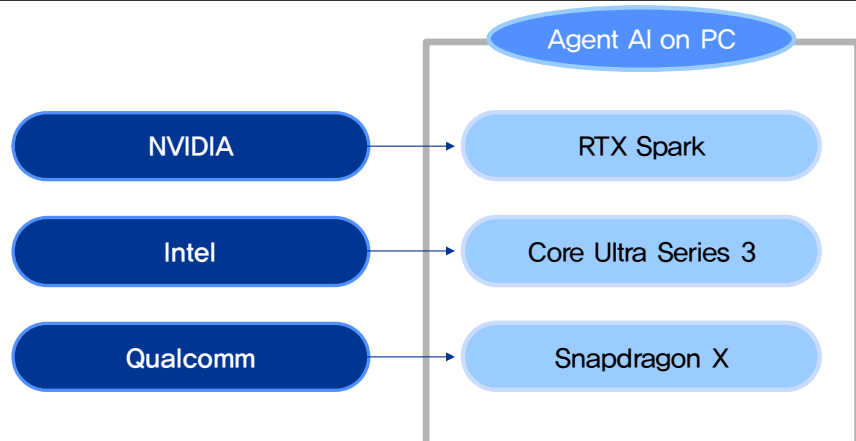 Agent AI on PC
NVIDIA
RTX Spark
Intel
Core Ultra Series 3
Qualcomm
Snapdragon X